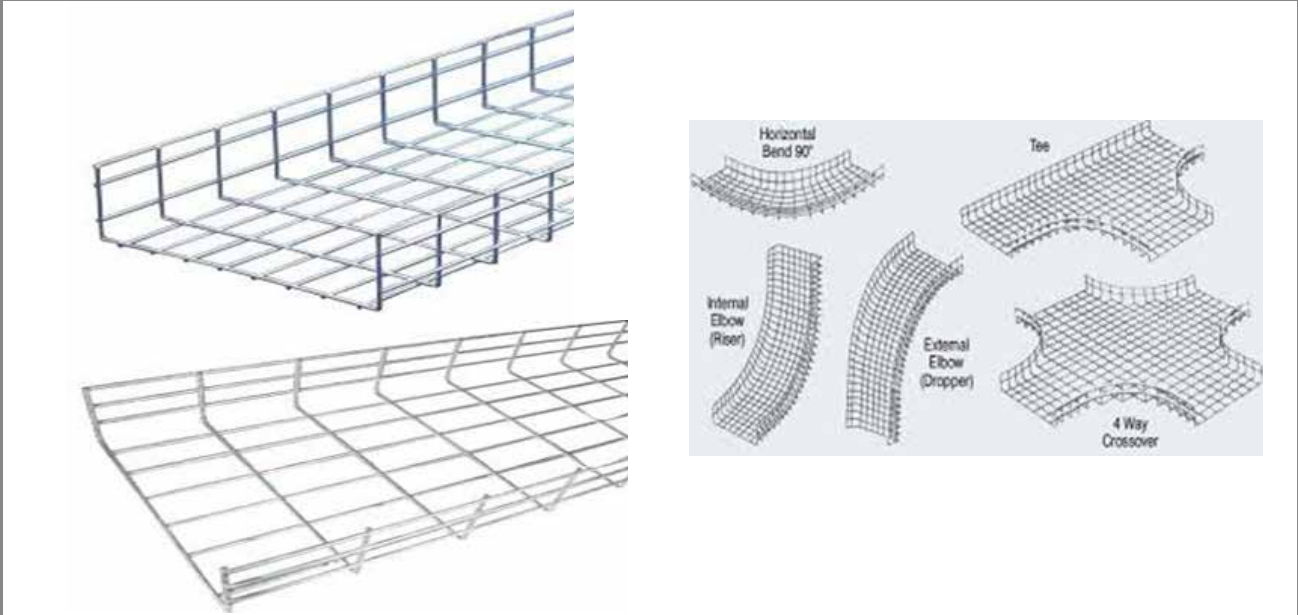 Horizontal
Bend 90°
Tee
Internal
Elbow
(Riser)
External
Elbow
(Dropper)
4 Way
Crossover